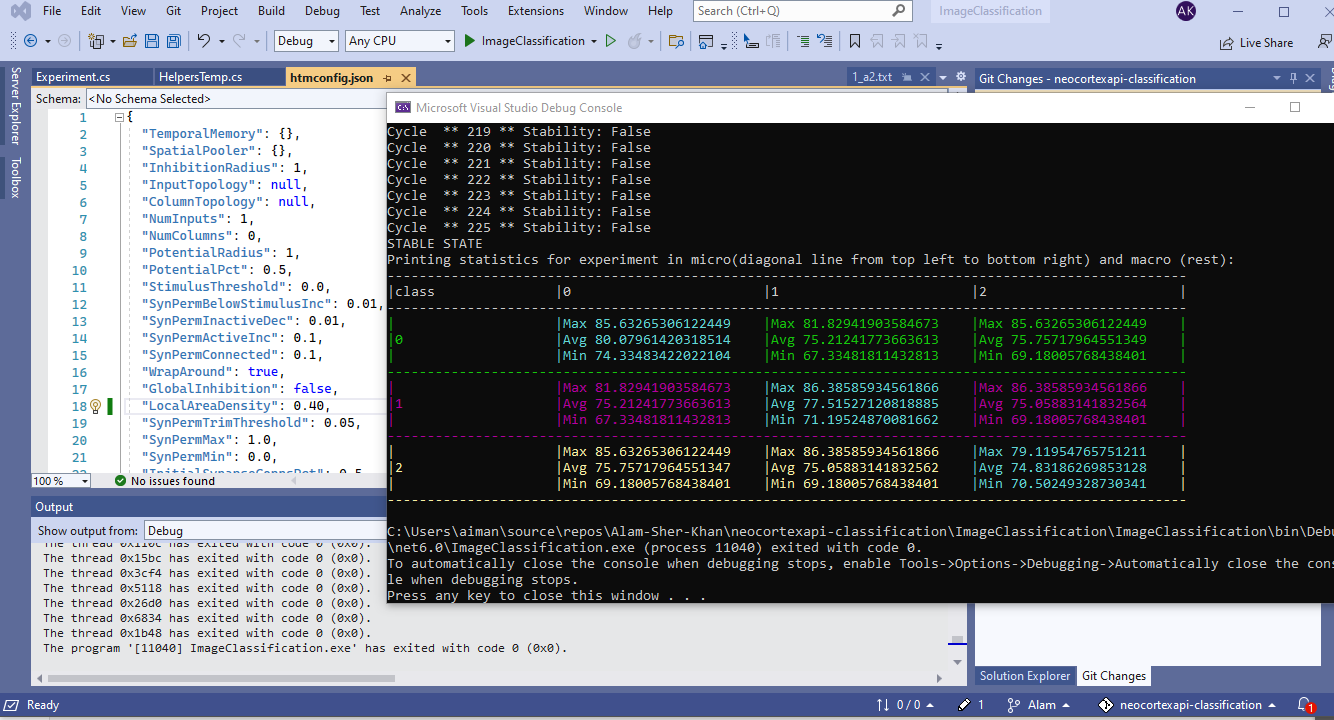 File Edit View Git Project Build Debug Test Analyze Tools Extensions Window Help Search (Ctrl+Q) ImageClassification AK
Debug Any CPU ImageClassification Live Share
Server Explorer
Toolbox
Experiment.cs HelpersTemp.cs htmconfig.json 1_a2.txt Git Changes - neocortexapi-classification
Schema: <No Schema Selected>
1 {
2 "TemporalMemory": {},
3 "SpatialPooler": {},
4 "InhibitionRadius": 1,
5 "InputTopology": null,
6 "ColumnTopology": null,
7 "NumInputs": 1,
8 "NumColumns": 0,
9 "PotentialRadius": 1,
10 "PotentialPct": 0.5,
11 "StimulusThreshold": 0.0,
12 "SynPermBelowStimulusInc": 0.01,
13 "SynPermInactiveDec": 0.01,
14 "SynPermActiveInc": 0.1,
15 "SynPermConnected": 0.1,
16 "WrapAround": true,
17 "GlobalInhibition": false,
18 "LocalAreaDensity": 0.40,
19 "SynPermTrimThreshold": 0.05,
20 "SynPermMax": 1.0,
21 "SynPermMin": 0.0,
100 % No issues found
Microsoft Visual Studio Debug Console
Cycle ** 219 ** Stability: False
Cycle ** 220 ** Stability: False
Cycle ** 221 ** Stability: False
Cycle ** 222 ** Stability: False
Cycle ** 223 ** Stability: False
Cycle ** 224 ** Stability: False
Cycle ** 225 ** Stability: False
STABLE STATE
Printing statistics for experiment in micro(diagonal line from top left to bottom right) and macro (rest):
|class |0 |1 |2 |
| |Max 85.63265306122449 |Max 81.82941903584673 |Max 85.63265306122449 |
|0 |Avg 80.07961420318514 |Avg 75.21241773663613 |Avg 75.75717964551349 |
| |Min 74.33483422022104 |Min 67.33481811432813 |Min 69.18005768438401 |
| |Max 81.82941903584673 |Max 86.38585934561866 |Max 86.38585934561866 |
|1 |Avg 75.21241773663613 |Avg 77.51527120818885 |Avg 75.05883141832564 |
| |Min 67.33481811432813 |Min 71.19524870081662 |Min 69.18005768438401 |
| |Max 85.63265306122449 |Max 86.38585934561866 |Max 79.11954765751211 |
|2 |Avg 75.75717964551347 |Avg 75.05883141832562 |Avg 74.83186269853128 |
| |Min 69.18005768438401 |Min 69.18005768438401 |Min 70.50249328730341 |
C:\Users\aiman\source\repos\Alam-Sher-Khan\neocortexapi-classification\ImageClassification\ImageClassification\bin\Debu
\net6.0\ImageClassification.exe (process 11040) exited with code 0.
To automatically close the console when debugging stops, enable Tools->Options->Debugging->Automatically close the cons
le when debugging stops.
Press any key to close this window . . .
Output
Show output from: Debug
The thread 0x110c has exited with code 0 (0x0).
The thread 0x15bc has exited with code 0 (0x0).
The thread 0x3cf4 has exited with code 0 (0x0).
The thread 0x5118 has exited with code 0 (0x0).
The thread 0x26d0 has exited with code 0 (0x0).
The thread 0x6834 has exited with code 0 (0x0).
The thread 0x1b48 has exited with code 0 (0x0).
The program '[11040] ImageClassification.exe' has exited with code 0 (0x0).
Solution Explorer Git Changes
Ready 0 / 0 1 Alam neocortexapi-classification 1